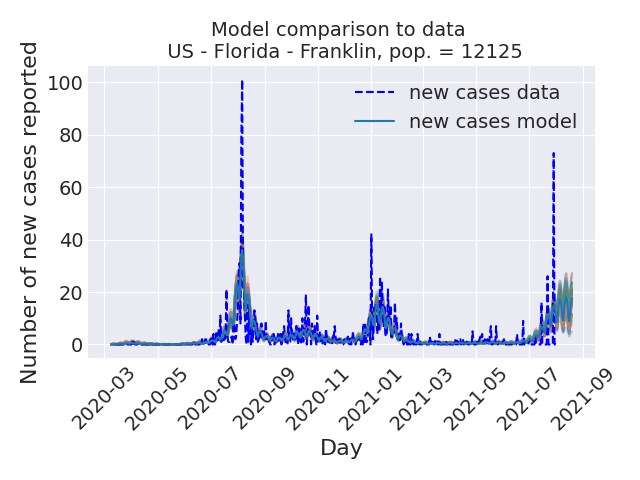 Model comparison to data
US - Florida - Franklin, pop. = 12125
Number of new cases reported
100
80
60
40
20
0
new cases data
new cases model
2020-03
2020-05
2020-07
2020-09
2020-11
2021-01
2021-03
2021-05
2021-07
2021-09
Day